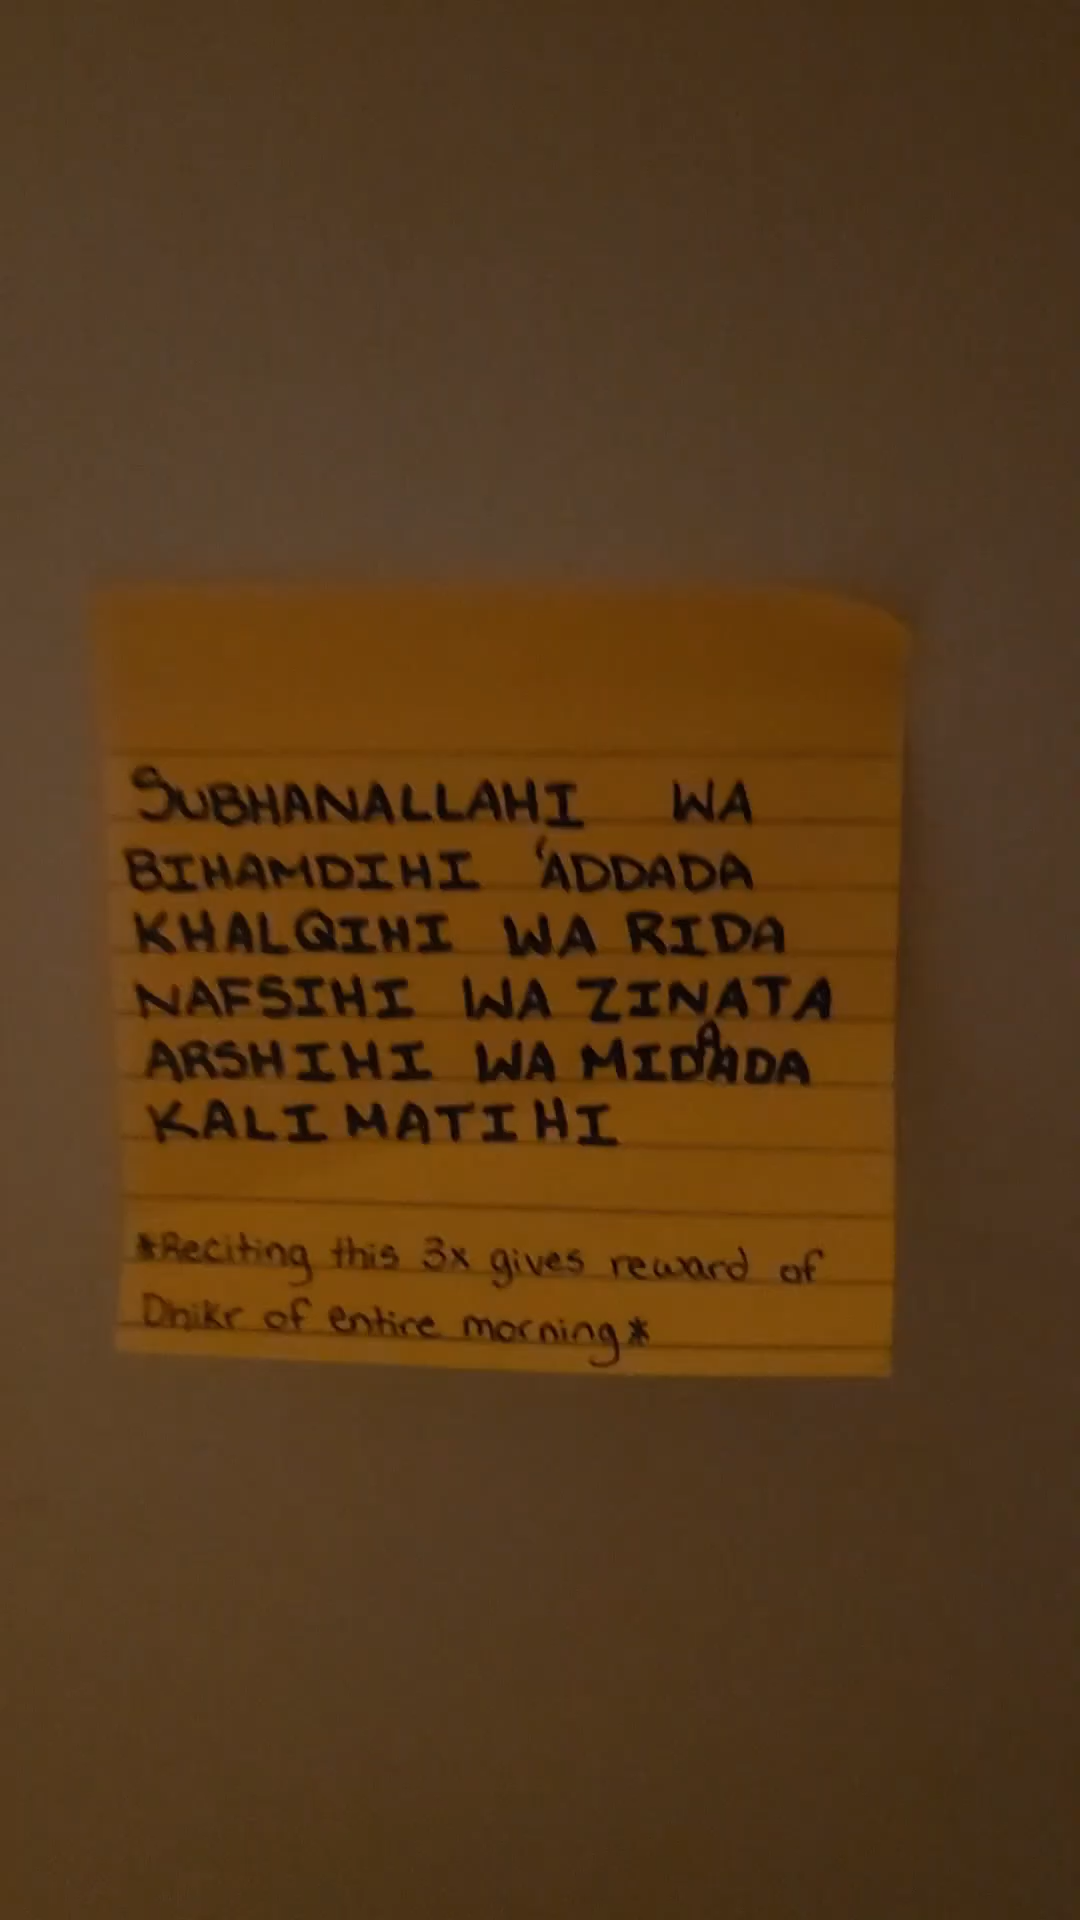 SUBHANALLAHI WA
BIHAMDIHI 'ADDADA
KHALQIHI WA RIDA
NAFSIHI WA ZINATA
ARSHIHI WA MIDADA
KALIMATIHI
*Reciting this 3x gives reward of
Dhikr of entire morning*